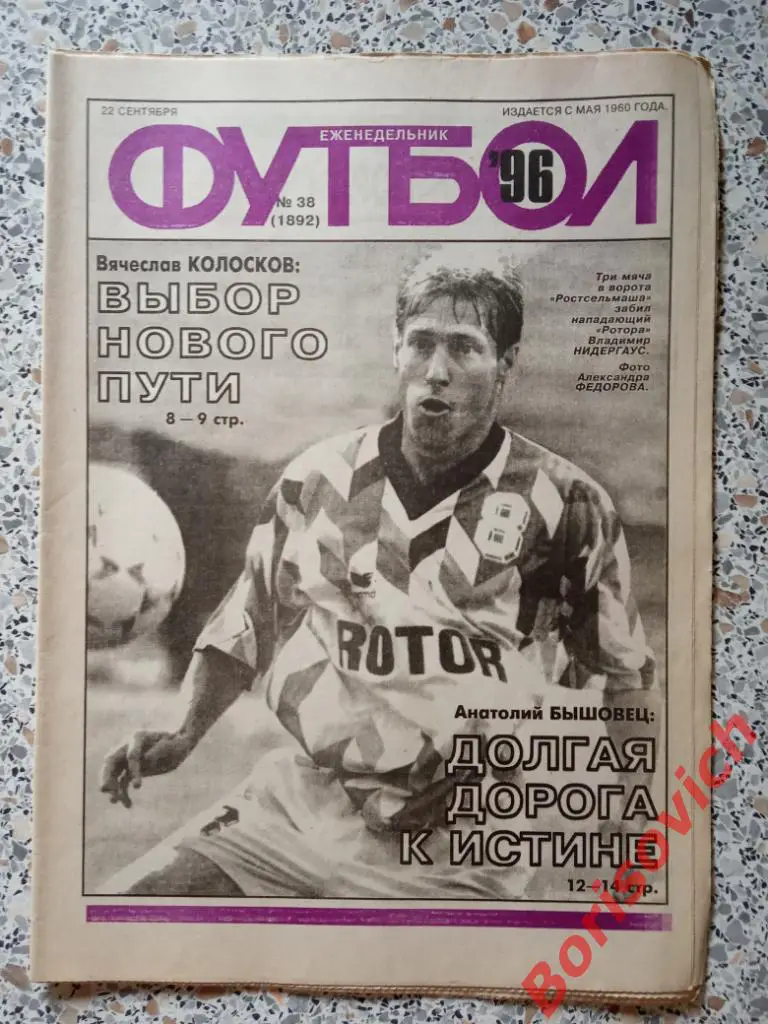 22 СЕНТЯБРЯ
ИЗДАЕТСЯ С МАЯ 1960 ГОДА.
ЕЖЕНЕДЕЛЬНИК
ФУТБОЛ
'96
№ 38
(1892)
Вячеслав КОЛОСКОВ:
ВЫБОР
НОВОГО
ПУТИ
8 — 9 стр.
Три мяча
в ворота
«Ростсельмаша»
забил
нападающий
«Ротора»
Владимир
НИДЕРГАУС.
Фото
Александра
ФЕДОРОВА.
8
ROTOR
Анатолий БЫШОВЕЦ:
ДОЛГАЯ
ДОРОГА
К ИСТИНЕ
12—14 стр.
Borisovich